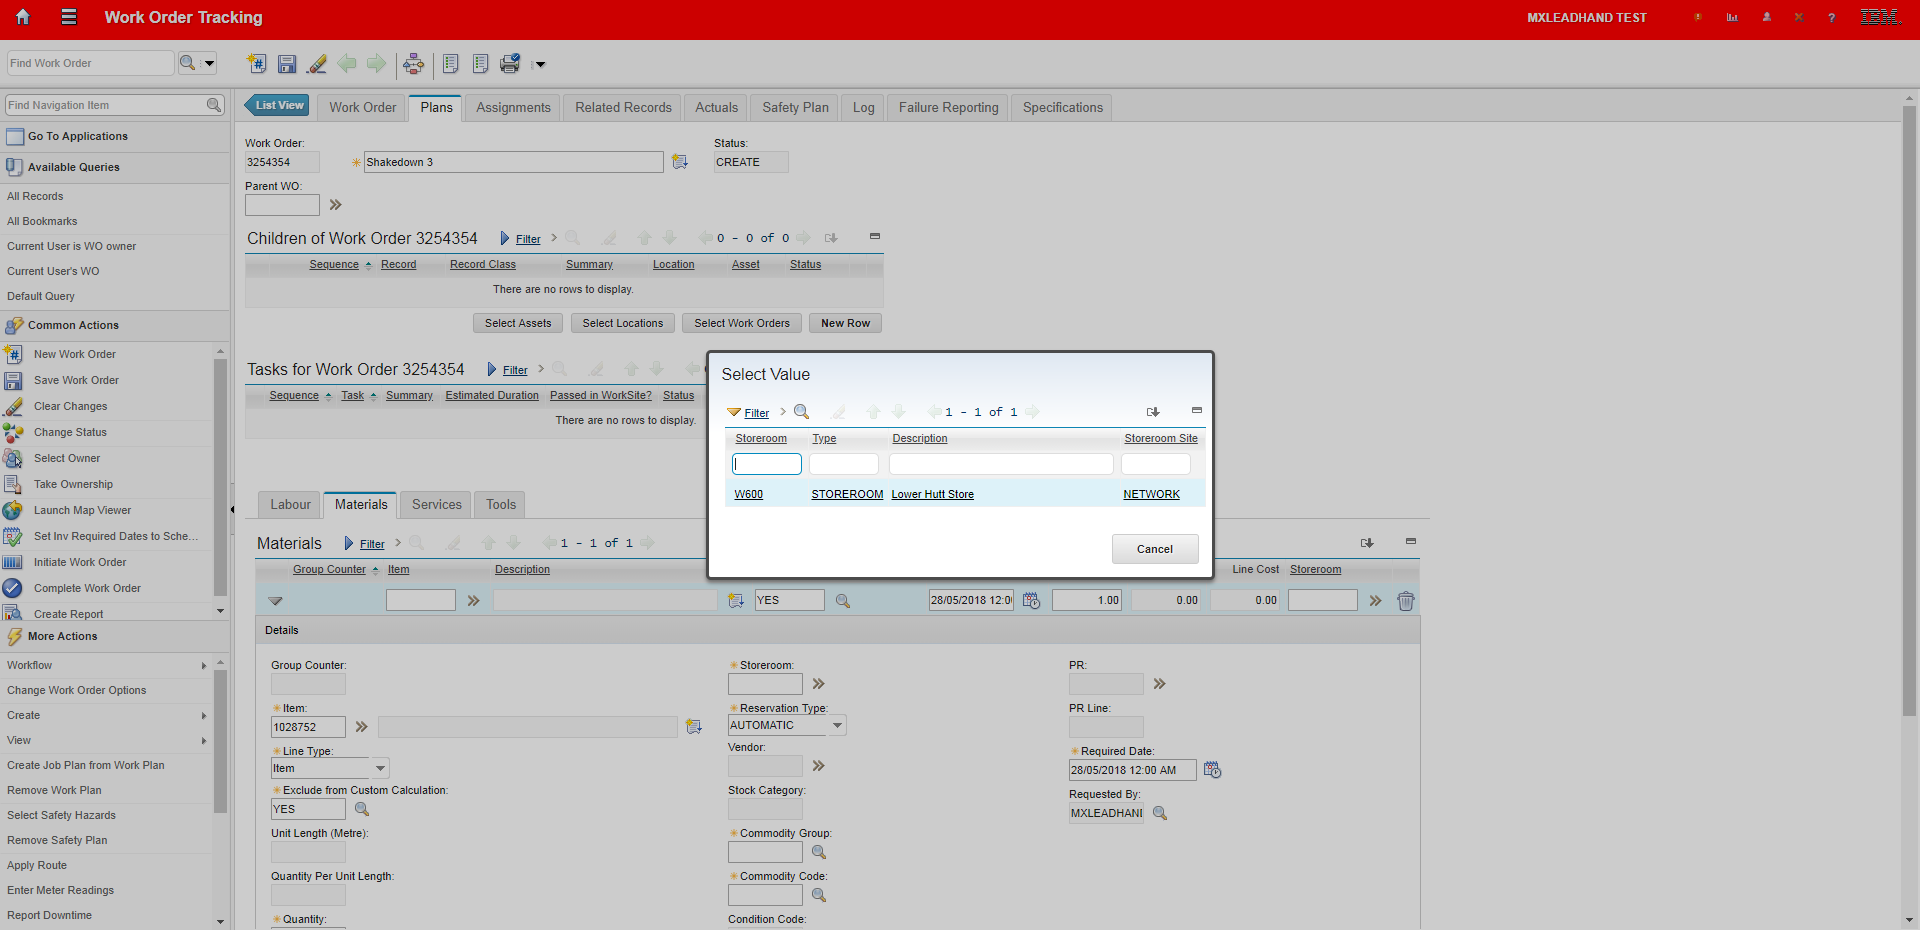 Work Order Tracking
MXLEADHAND TEST
?
IBM.
Find Work Order
Find Navigation Item
Go To Applications
Available Queries
All Records
All Bookmarks
Current User is WO owner
Current User's WO
Default Query
Common Actions
New Work Order
Save Work Order
Clear Changes
Change Status
Select Owner
Take Ownership
Launch Map Viewer
Set Inv Required Dates to Sche...
Initiate Work Order
Complete Work Order
Create Report
More Actions
Workflow
Change Work Order Options
Create
View
Create Job Plan from Work Plan
Remove Work Plan
Select Safety Hazards
Remove Safety Plan
Apply Route
Enter Meter Readings
Report Downtime
List View Work Order Plans Assignments Related Records Actuals Safety Plan Log Failure Reporting Specifications
Work Order: Status:
3254354 Shakedown 3 CREATE
Parent WO:
Children of Work Order 3254354 Filter 0 - 0 of 0
Sequence Record Record Class Summary Location Asset Status
There are no rows to display.
Select Assets Select Locations Select Work Orders New Row
Tasks for Work Order 3254354 Filter
Sequence Task Summary Estimated Duration Passed in WorkSite? Status
There are no rows to display.
Select Value
Filter 1 - 1 of 1
Storeroom Type Description Storeroom Site
W600 STOREROOM Lower Hutt Store NETWORK
Cancel
Labour Materials Services Tools
Materials Filter 1 - 1 of 1
Group Counter Item Description Line Cost Storeroom
YES 28/05/2018 12:0 1.00 0.00 0.00
Details
Group Counter:
Item:
1028752
Line Type:
Item
Exclude from Custom Calculation:
YES
Unit Length (Metre):
Quantity Per Unit Length:
Quantity:
Storeroom:
Reservation Type:
AUTOMATIC
Vendor:
Stock Category:
Commodity Group:
Commodity Code:
Condition Code:
PR:
PR Line:
Required Date:
28/05/2018 12:00 AM
Requested By:
MXLEADHANI